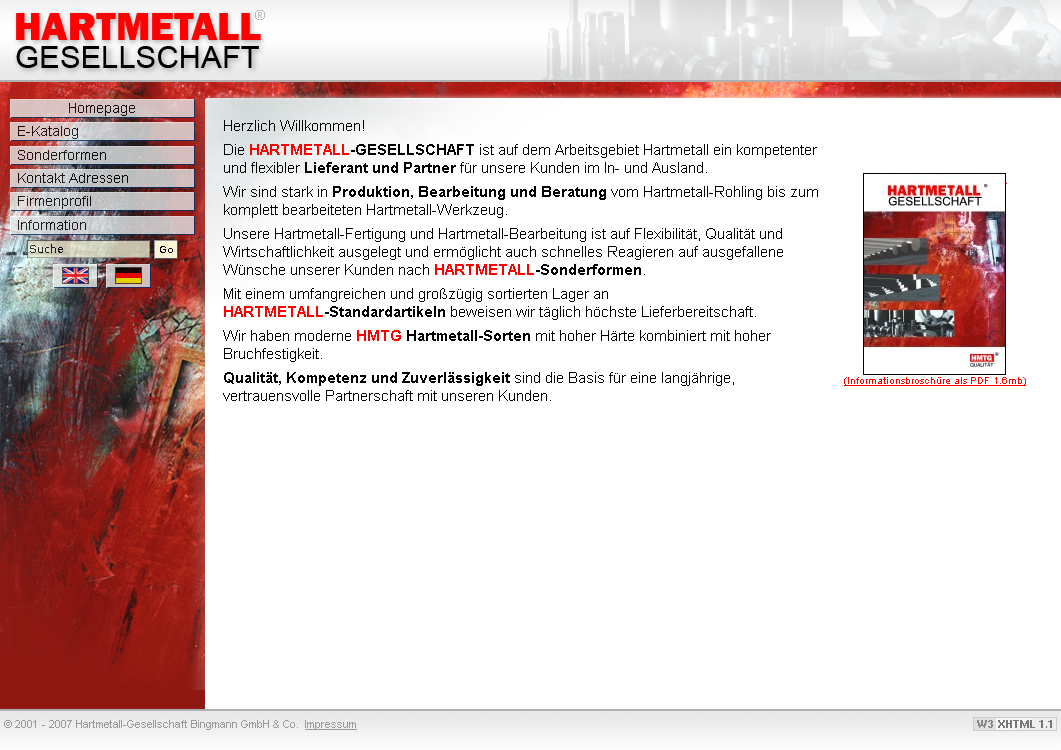 HARTMETALL®
GESELLSCHAFT
Homepage
E-Katalog
Sonderformen
Kontakt Adressen
Firmenprofil
Information
Suche Go
Herzlich Willkommen!
Die HARTMETALL-GESELLSCHAFT ist auf dem Arbeitsgebiet Hartmetall ein kompetenter
und flexibler Lieferant und Partner für unsere Kunden im In- und Ausland.
Wir sind stark in Produktion, Bearbeitung und Beratung vom Hartmetall-Rohling bis zum
komplett bearbeiteten Hartmetall-Werkzeug.
Unsere Hartmetall-Fertigung und Hartmetall-Bearbeitung ist auf Flexibilität, Qualität und
Wirtschaftlichkeit ausgelegt und ermöglicht auch schnelles Reagieren auf ausgefallene
Wünsche unserer Kunden nach HARTMETALL-Sonderformen.
Mit einem umfangreichen und großzügig sortierten Lager an
HARTMETALL-Standardartikeln beweisen wir täglich höchste Lieferbereitschaft.
Wir haben moderne HMTG Hartmetall-Sorten mit hoher Härte kombiniert mit hoher
Bruchfestigkeit.
Qualität, Kompetenz und Zuverlässigkeit sind die Basis für eine langjährige,
vertrauensvolle Partnerschaft mit unseren Kunden.
HARTMETALL®
GESELLSCHAFT
HMTG®
QUALITÄT
(Informationsbroschüre als PDF 1.6mb)
© 2001 - 2007 Hartmetall-Gesellschaft Bingmann GmbH & Co. Impressum
W3 XHTML 1.1